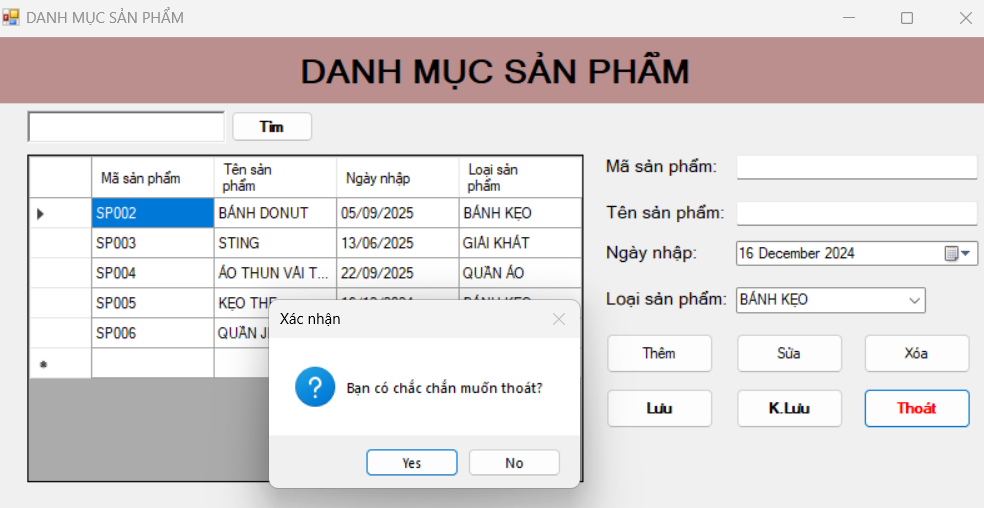 DANH MỤC SẢN PHẨM
DANH MỤC SẢN PHẨM
Tìm
Mã sản phẩm
Tên sản
phẩm
Ngày nhập
Loại sản
phẩm
SP002 BÁNH DONUT 05/09/2025 BÁNH KẸO
SP003 STING 13/06/2025 GIẢI KHÁT
SP004 ÁO THUN VẢI T... 22/09/2025 QUẦN ÁO
SP005 KẸO THE
SP006 QUẦN
Mã sản phẩm:
Tên sản phẩm:
Ngày nhập: 16 December 2024
Loại sản phẩm: BÁNH KẸO
Thêm Sửa Xóa
Lưu K.Lưu Thoát
Xác nhận
Bạn có chắc chắn muốn thoát?
Yes No